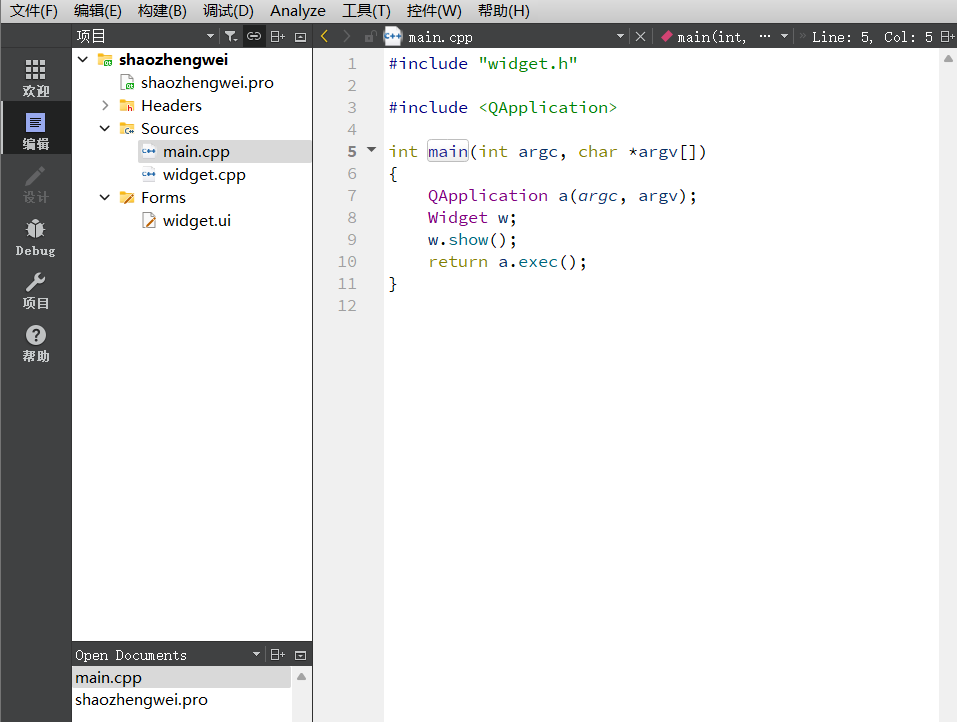 文件(F) 编辑(E) 构建(B) 调试(D) Analyze 工具(T) 控件(W) 帮助(H)
项目
main.cpp main(int, ··· Line: 5, Col: 5
欢迎
编辑
设计
Debug
项目
帮助
shaozhengwei
shaozhengwei.pro
Headers
Sources
main.cpp
widget.cpp
Forms
widget.ui
1 #include "widget.h"
2
3 #include <QApplication>
4
5 int main(int argc, char *argv[])
6 {
7     QApplication a(argc, argv);
8     Widget w;
9     w.show();
10     return a.exec();
11 }
12
Open Documents
main.cpp
shaozhengwei.pro